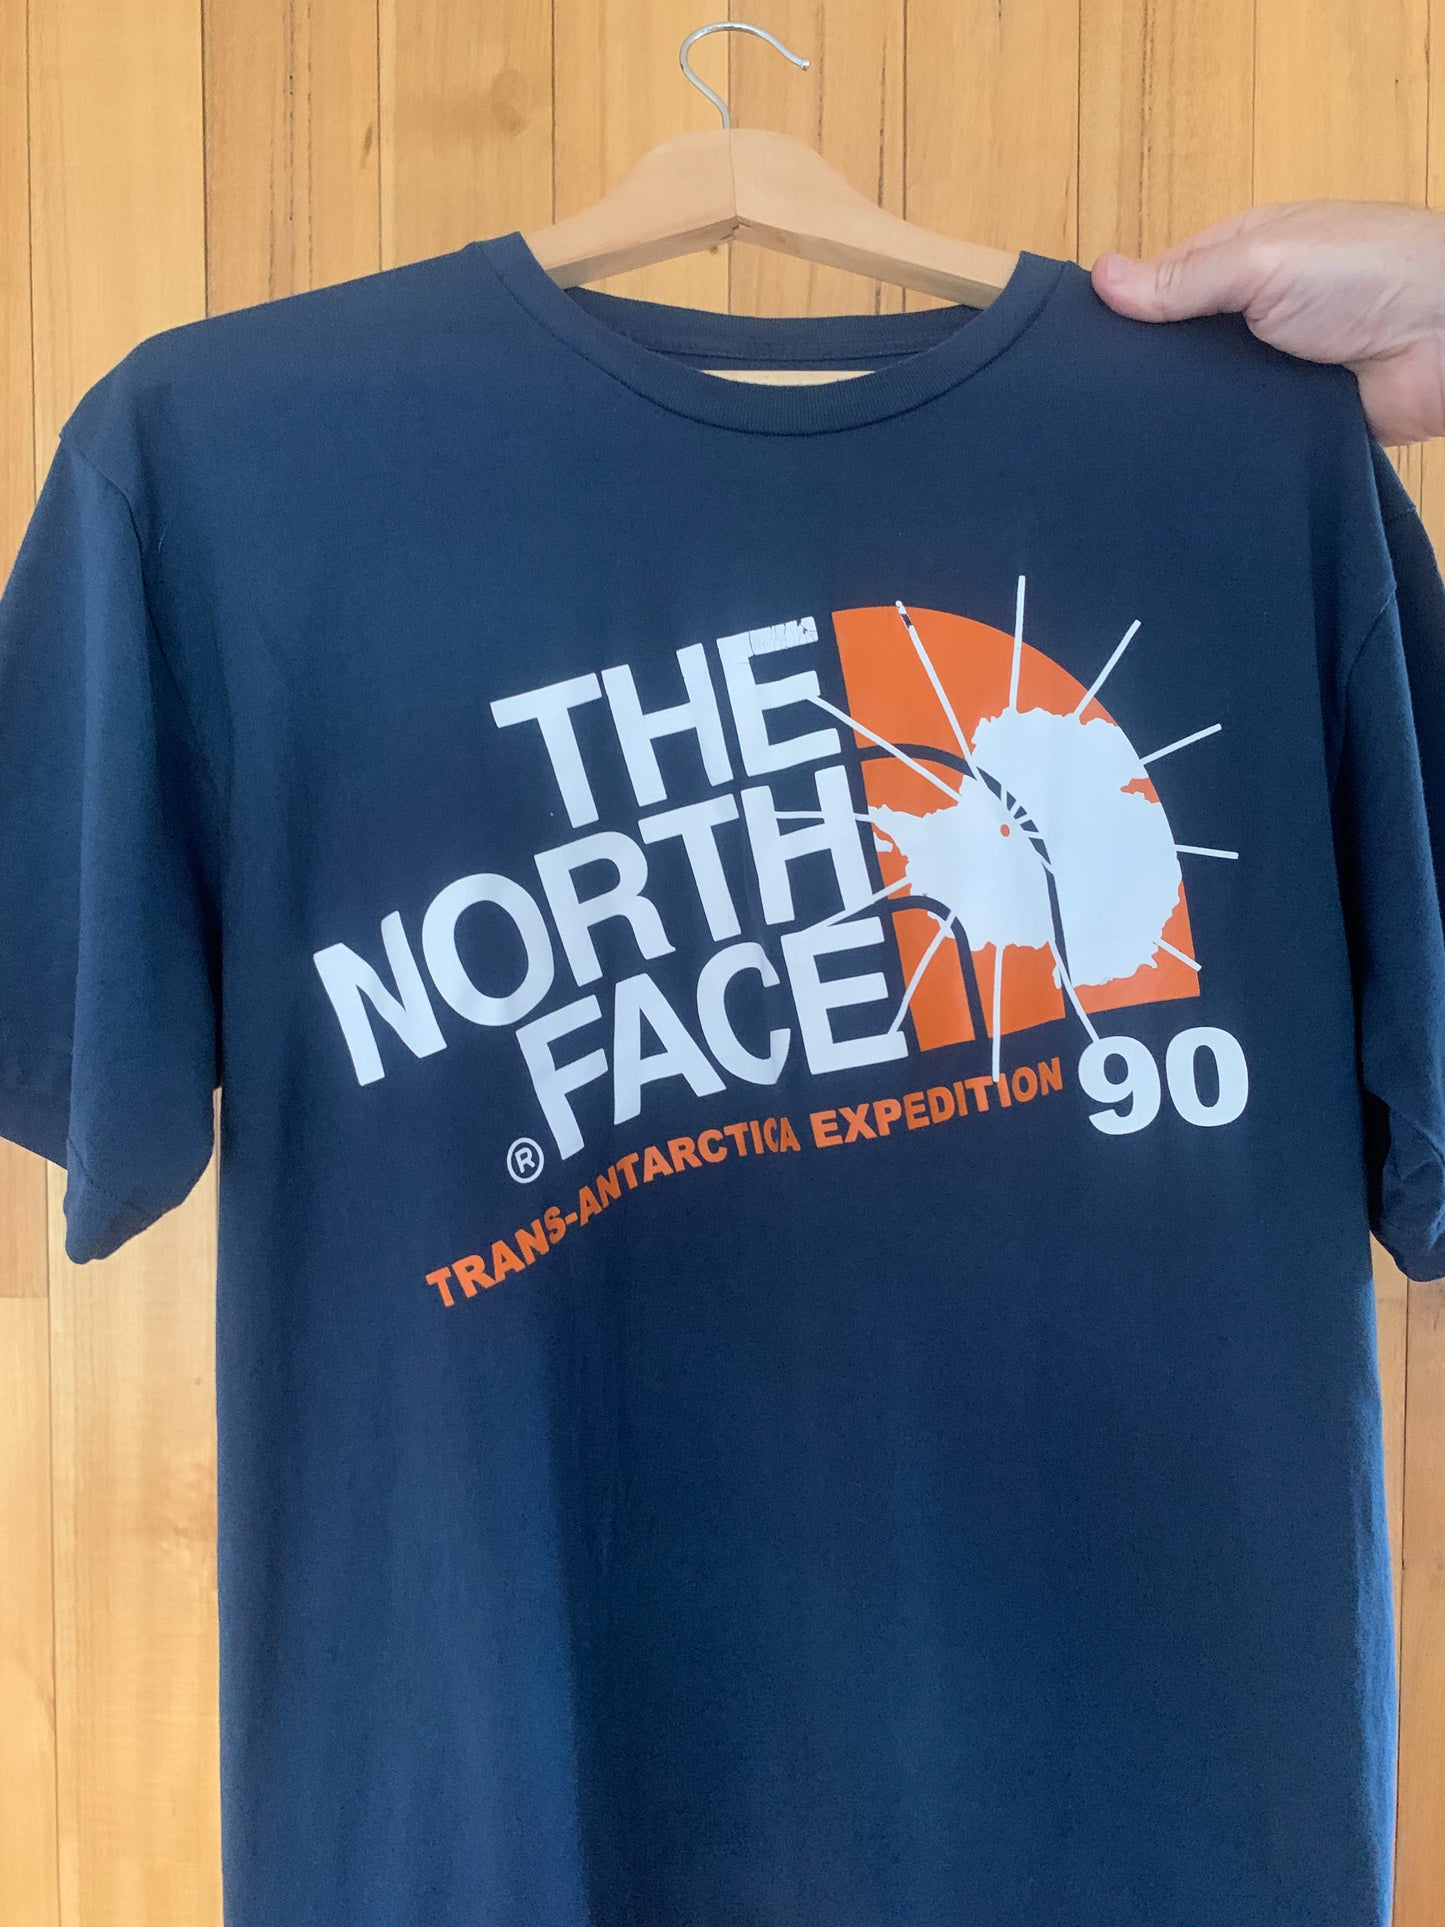 THE
NORTH
FACE
®
TRANS-ANTARCTICA EXPEDITION
90